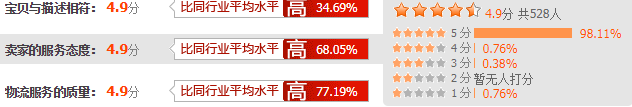 宝贝与描述相符： 4.9分 比同行业平均水平 高 34.69%
卖家的服务态度： 4.9分 比同行业平均水平 高 68.05%
物流服务的质量： 4.9分 比同行业平均水平 高 77.19%
4.9分 共528人
5 分 98.11%
4 分 0.76%
3 分 0.38%
2 分 暂无人打分
1 分 0.76%